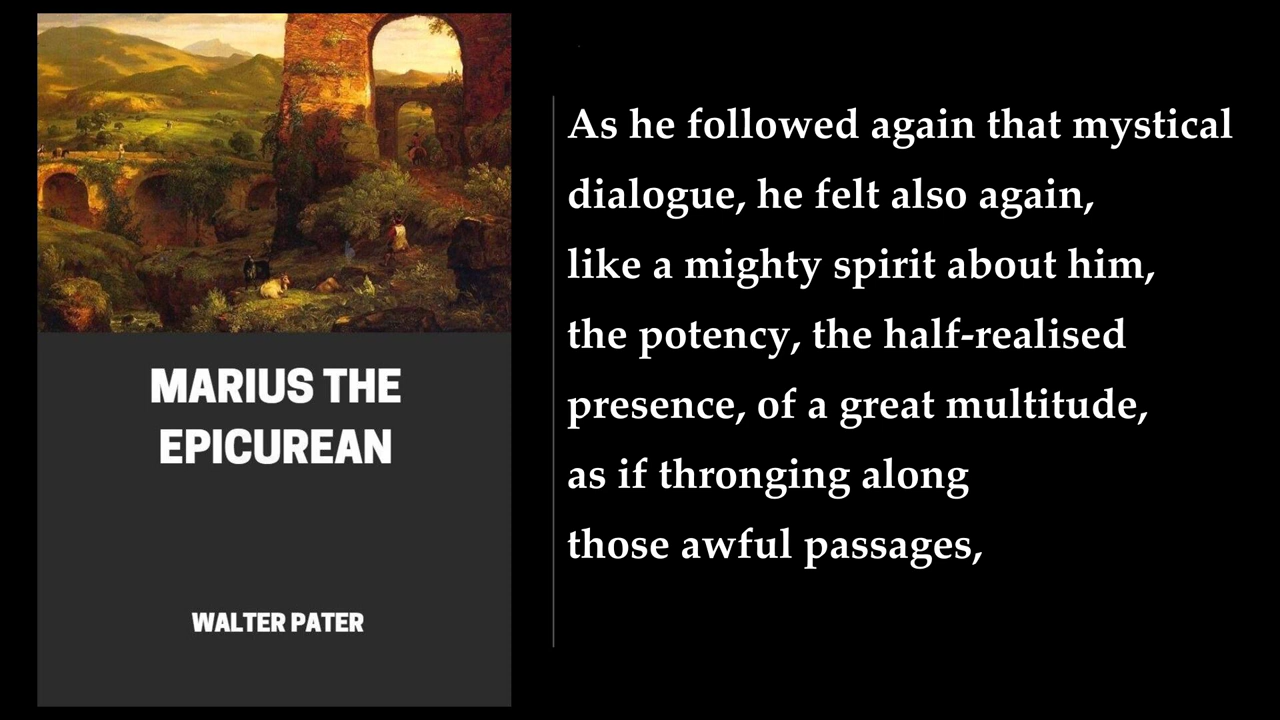 MARIUS THE
EPICUREAN
WALTER PATER
As he followed again that mystical
dialogue, he felt also again,
like a mighty spirit about him,
the potency, the half-realised
presence, of a great multitude,
as if thronging along
those awful passages,